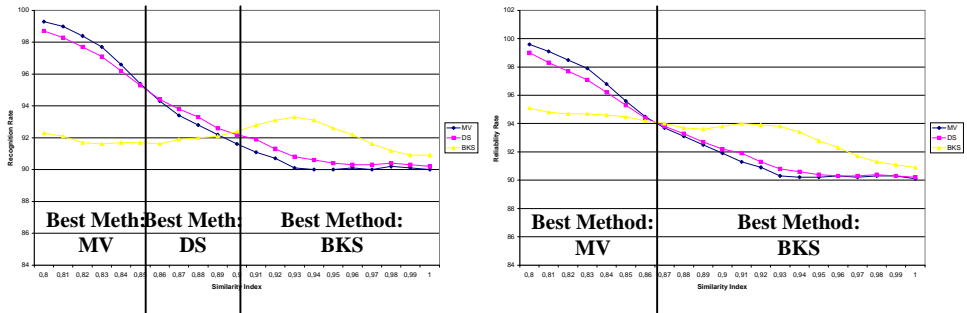 100
98
96
94
92
90
88
86
84
Recognition Rate
MV
DS
BKS
Best Meth: Best Meth: Best Method:
MV DS BKS
0,8 0,81 0,82 0,83 0,84 0,85 0,86 0,87 0,88 0,89 0,9 0,91 0,92 0,93 0,94 0,95 0,96 0,97 0,98 0,99 1
Similarity Index
102
100
98
96
94
92
90
88
86
84
Reliability Rate
MV
DS
BKS
Best Method: Best Method:
MV BKS
0,8 0,81 0,82 0,83 0,84 0,85 0,86 0,87 0,88 0,89 0,9 0,91 0,92 0,93 0,94 0,95 0,96 0,97 0,98 0,99 1
Similarity Index